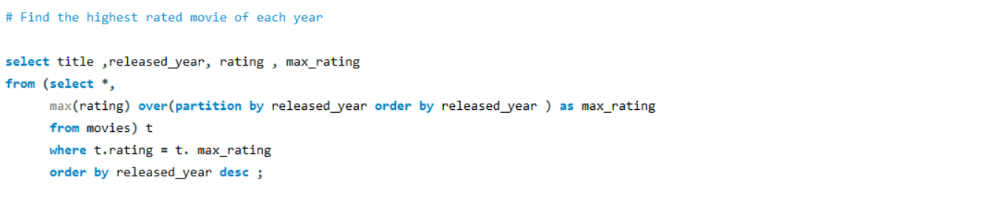 # Find the highest rated movie of each year
select title ,released_year, rating , max_rating
from (select *,
max(rating) over(partition by released_year order by released_year ) as max_rating
from movies) t
where t.rating = t. max_rating
order by released_year desc ;